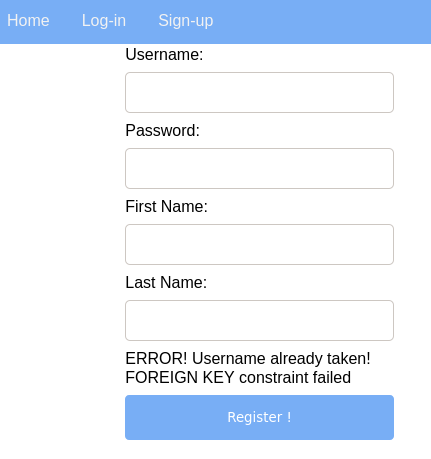 Home Log-in Sign-up
Username:
Password:
First Name:
Last Name:
ERROR! Username already taken!
FOREIGN KEY constraint failed
Register !